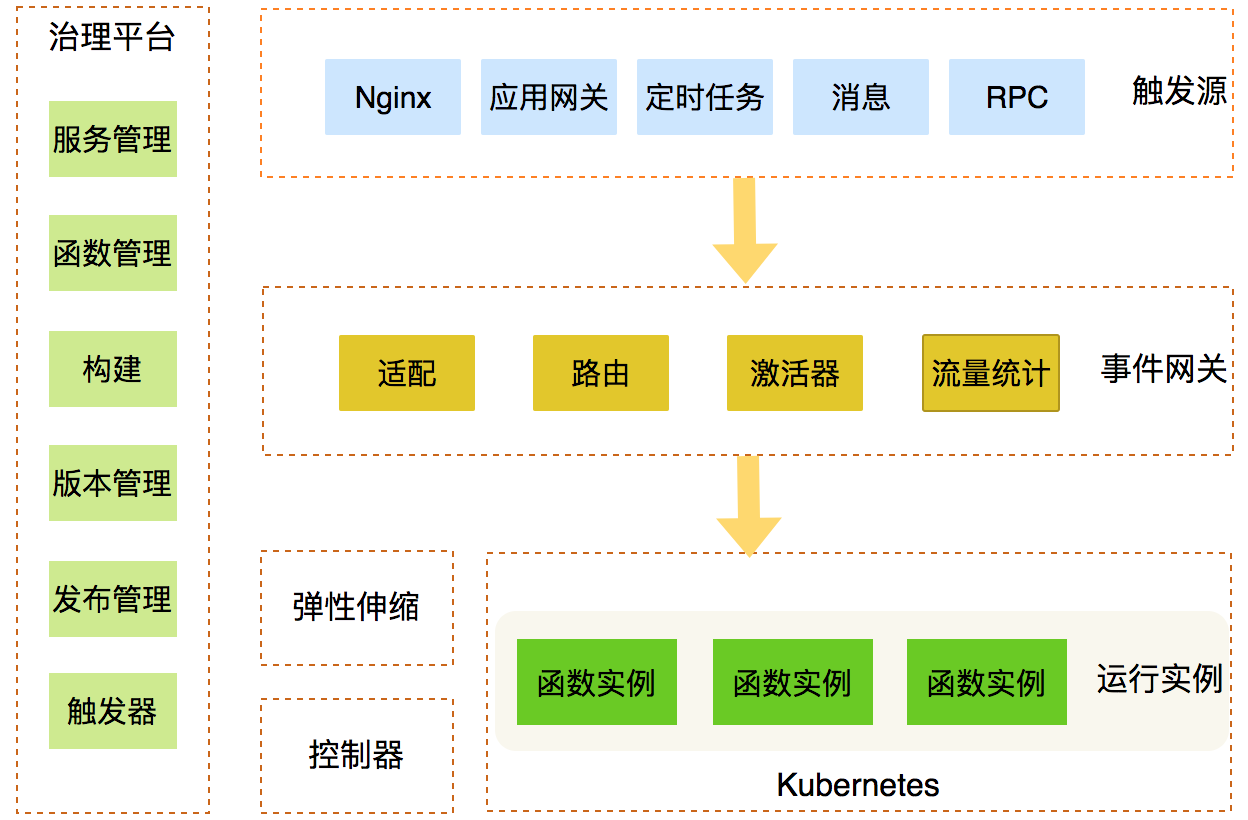 治理平台
服务管理
函数管理
构建
版本管理
发布管理
触发器
Nginx
应用网关
定时任务
消息
RPC
触发源
适配
路由
激活器
流量统计
事件网关
弹性伸缩
控制器
函数实例
函数实例
函数实例
运行实例
Kubernetes